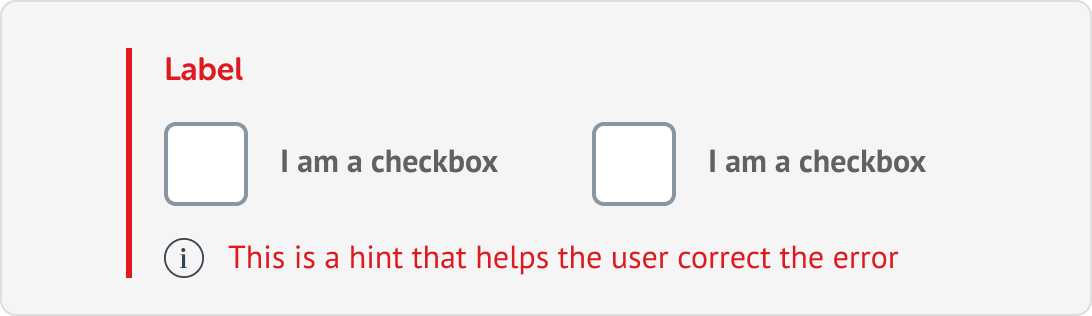 Label
I am a checkbox
I am a checkbox
i
This is a hint that helps the user correct the error